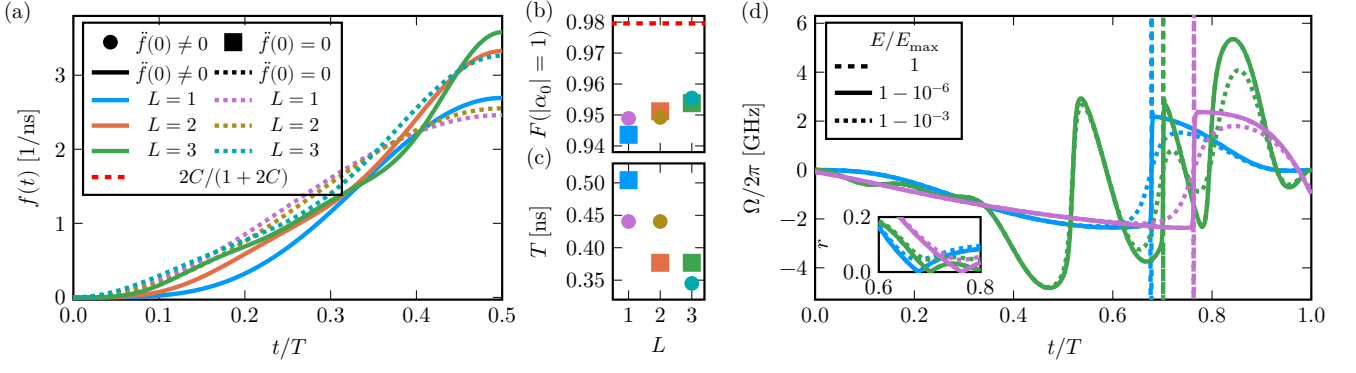 (a)
f(t) [1/ns]
3
2
1
0
f̈(0) ≠ 0 f̈(0) = 0
f̈(0) ≠ 0 f̈(0) = 0
L = 1 L = 1
L = 2 L = 2
L = 3 L = 3
2C/(1 + 2C)
0.0 0.1 0.2 0.3 0.4 0.5
t/T
(b)
F(|α₀| = 1)
0.98
0.97
0.96
0.95
0.94
(c)
T [ns]
0.50
0.45
0.40
0.35
1 2 3
L
(d)
Ω/2π [GHz]
6
4
2
0
−2
−4
E/Eₘₐₓ
1
1 − 10⁻⁶
1 − 10⁻³
r
0.2
0.0
0.6 0.8
0.0 0.2 0.4 0.6 0.8 1.0
t/T